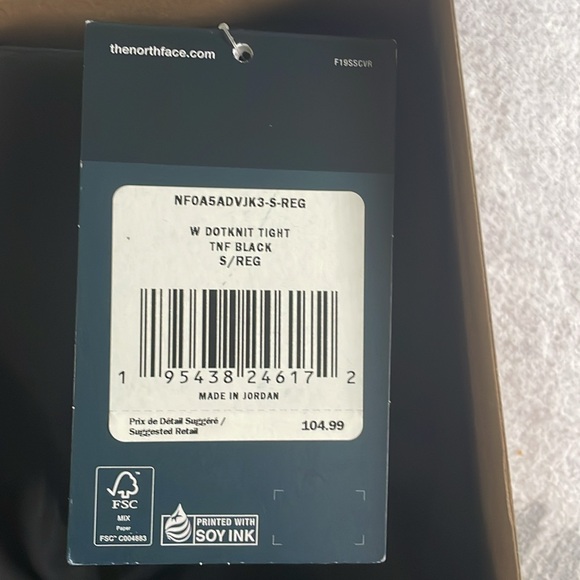 thenorthface.com
F19SSCVR
NF0A5ADVJK3-S-REG
W DOTKNIT TIGHT
TNF BLACK
S/REG
1 95438 24617 2
MADE IN JORDAN
Prix de Détail Suggéré /
Suggested Retail
104.99
FSC
MIX
Paper
FSC™ C004883
PRINTED WITH
SOY INK